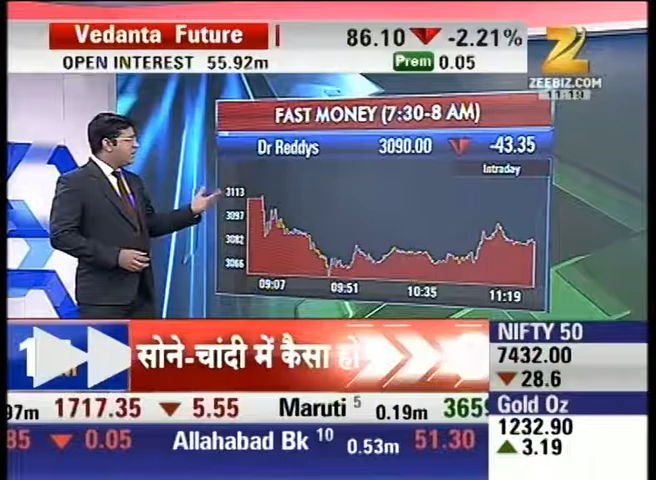 Vedanta Future 86.10 -2.21%
OPEN INTEREST 55.92m Prem 0.05
Z
ZEEBIZ.COM
11:19
FAST MONEY (7:30-8 AM)
Dr Reddys 3090.00 -43.35
Intraday
3113
3097
3082
3066
09:07 09:51 10:35 11:19
सोने-चांदी में कैसा
NIFTY 50
7432.00
28.6
97m 1717.35 5.55 Maruti 5 0.19m 3659
Gold Oz
1232.90
3.19
85 0.05 Allahabad Bk 10 0.53m 51.30